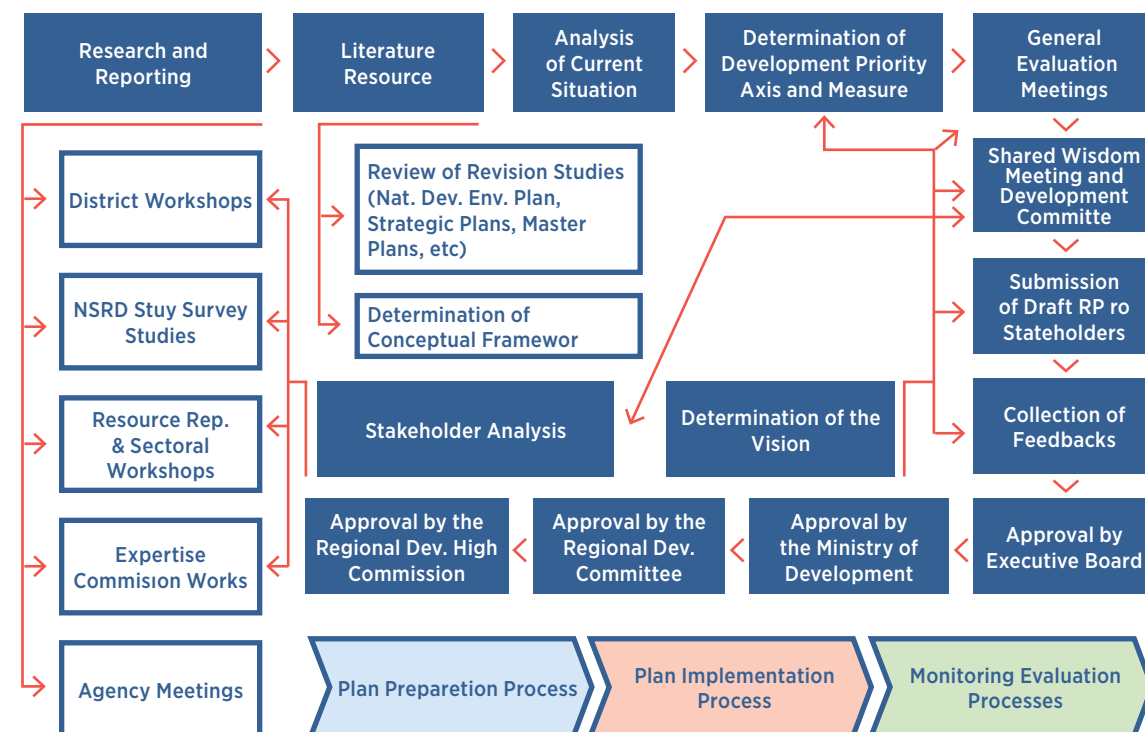 Research and
Reporting
Literature
Resource
Analysis
of Current
Situation
Determination of
Development Priority
Axis and Measure
General
Evaluation
Meetings
District Workshops
Review of Revision Studies
(Nat. Dev. Env. Plan,
Strategic Plans, Master
Plans, etc)
Shared Wisdom
Meeting and
Development
Committe
NSRD Stuy Survey
Studies
Determination of
Conceptual Framewor
Submission
of Draft RP ro
Stateholders
Resource Rep.
& Sectoral
Workshops
Stakeholder Analysis
Determination of the
Vision
Collection of
Feedbacks
Expertise
Commision Works
Approval by the
Regional Dev. High
Commission
Approval by the
Regional Dev.
Committee
Approval by
the Ministry of
Development
Approval by
Executive Board
Agency Meetings
Plan Preparetion Process
Plan Implementation
Process
Monitoring Evaluation
Processes